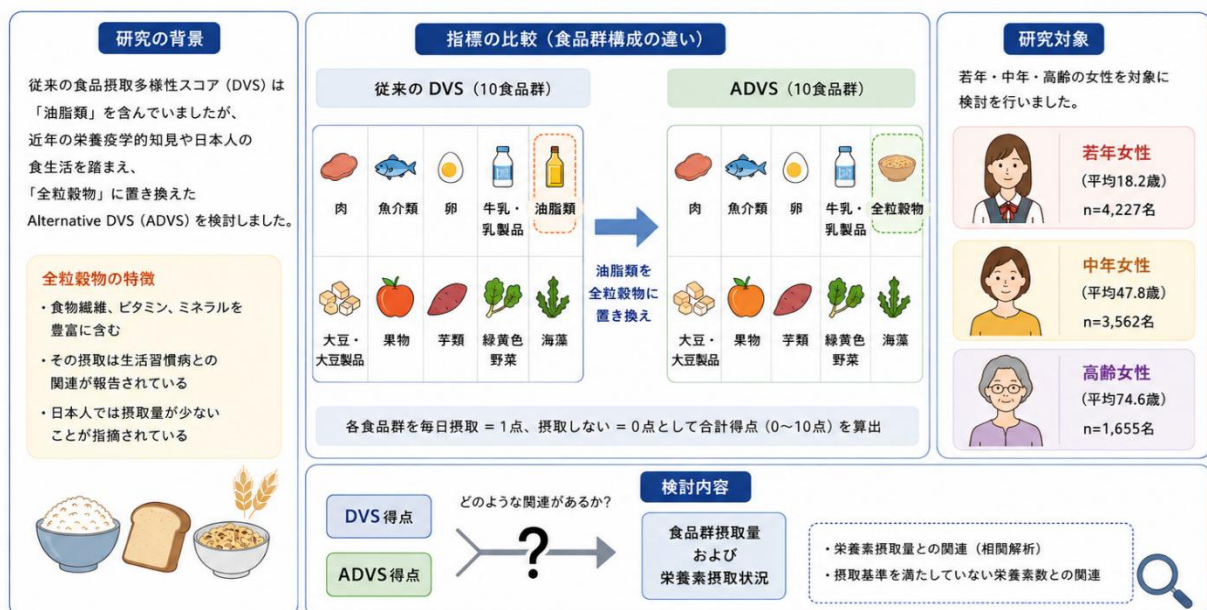 研究の背景
従来の食品摂取多様性スコア（DVS）は
「油脂類」を含んでいましたが、
近年の栄養疫学的知見や日本人の
食生活を踏まえ、
「全粒穀物」に置き換えた
Alternative DVS（ADVS）を検討しました。
全粒穀物の特徴
・食物繊維、ビタミン、ミネラルを
豊富に含む
・その摂取は生活習慣病との
関連が報告されている
・日本人では摂取量が少ない
ことが指摘されている
指標の比較（食品群構成の違い）
従来の DVS（10食品群）
肉
魚介類
卵
牛乳・
乳製品
油脂類
大豆・
大豆製品
果物
芋類
緑黄色
野菜
海藻
油脂類を
全粒穀物に
置き換え
ADVS（10食品群）
肉
魚介類
卵
牛乳・
乳製品
全粒穀物
大豆・
大豆製品
果物
芋類
緑黄色
野菜
海藻
各食品群を毎日摂取 = 1点、摂取しない = 0点として合計得点（0〜10点）を算出
研究対象
若年・中年・高齢の女性を対象に
検討を行いました。
若年女性
（平均18.2歳）
n=4,227名
中年女性
（平均47.8歳）
n=3,562名
高齢女性
（平均74.6歳）
n=1,655名
検討内容
DVS得点
ADVS得点
どのような関連があるか?
?
食品群摂取量
および
栄養素摂取状況
・栄養素摂取量との関連（相関解析）
・摂取基準を満たしていない栄養素数との関連